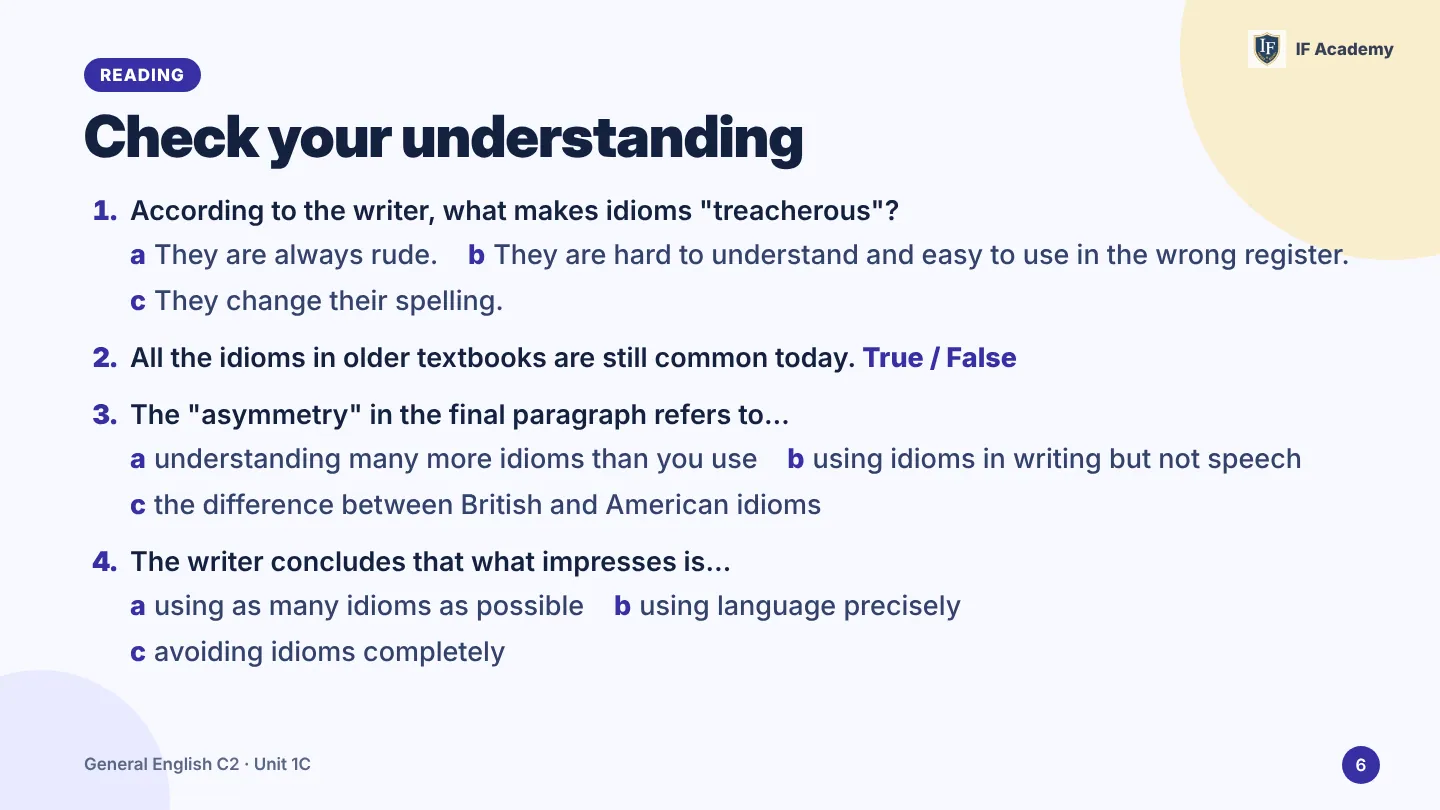 IF IF Academy
READING
Check your understanding
1. According to the writer, what makes idioms "treacherous"?
a They are always rude. b They are hard to understand and easy to use in the wrong register.
c They change their spelling.
2. All the idioms in older textbooks are still common today. True / False
3. The "asymmetry" in the final paragraph refers to...
a understanding many more idioms than you use b using idioms in writing but not speech
c the difference between British and American idioms
4. The writer concludes that what impresses is...
a using as many idioms as possible b using language precisely
c avoiding idioms completely
General English C2 · Unit 1C
6